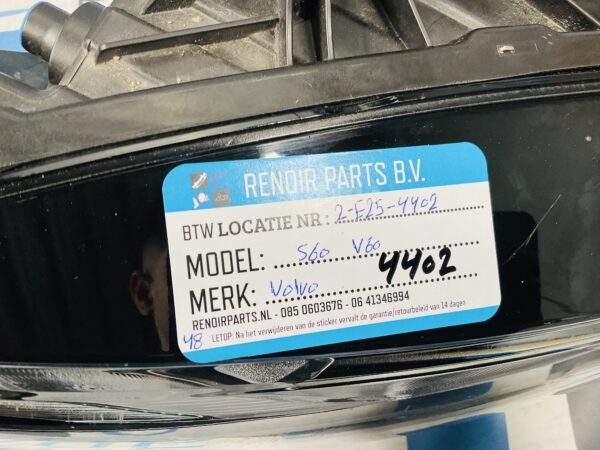 RENOIR PARTS B.V.
BTW LOCATIE NR: 2-E25-4402
MODEL: S60 V60
4402
MERK: Volvo
RENOIRPARTS.NL - 085 0603676 - 06 41346994
48 LETOP: Na het verwijderen van de sticker vervalt de garantie/retourbeleid van 14 dagen